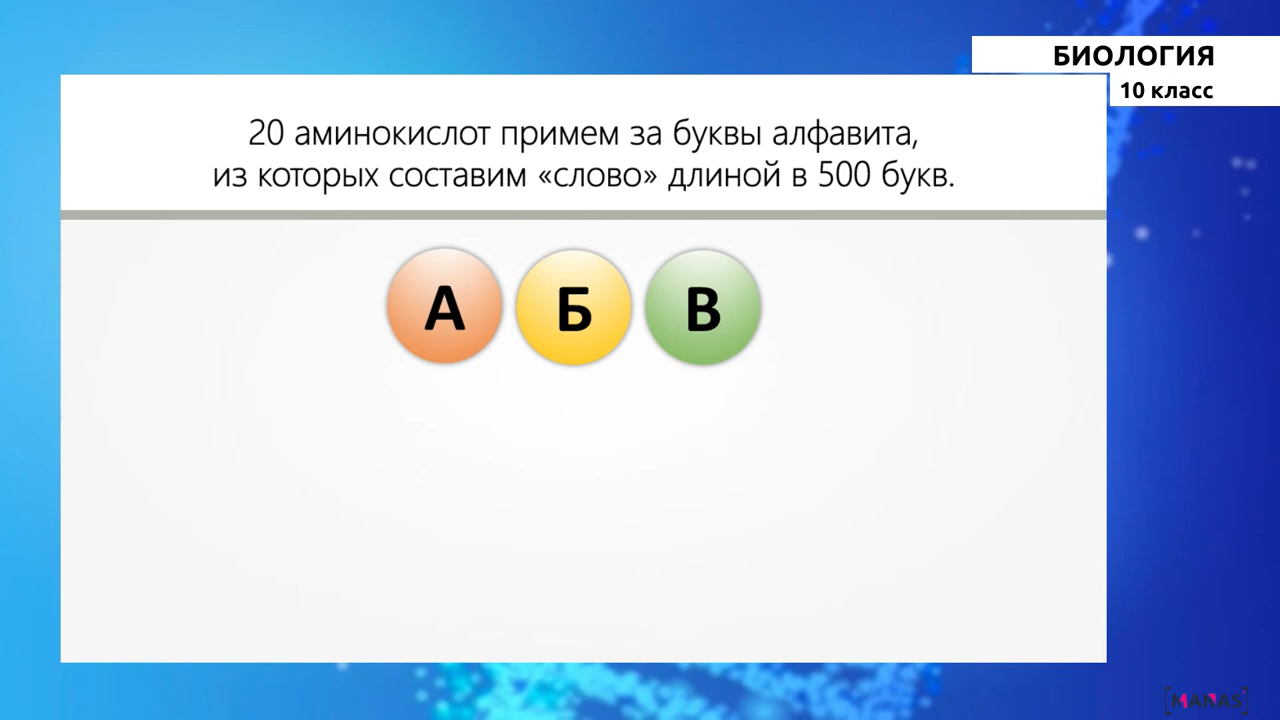 БИОЛОГИЯ
10 класс
20 аминокислот примем за буквы алфавита,
из которых составим «слово» длиной в 500 букв.
А Б В
[MANAS]